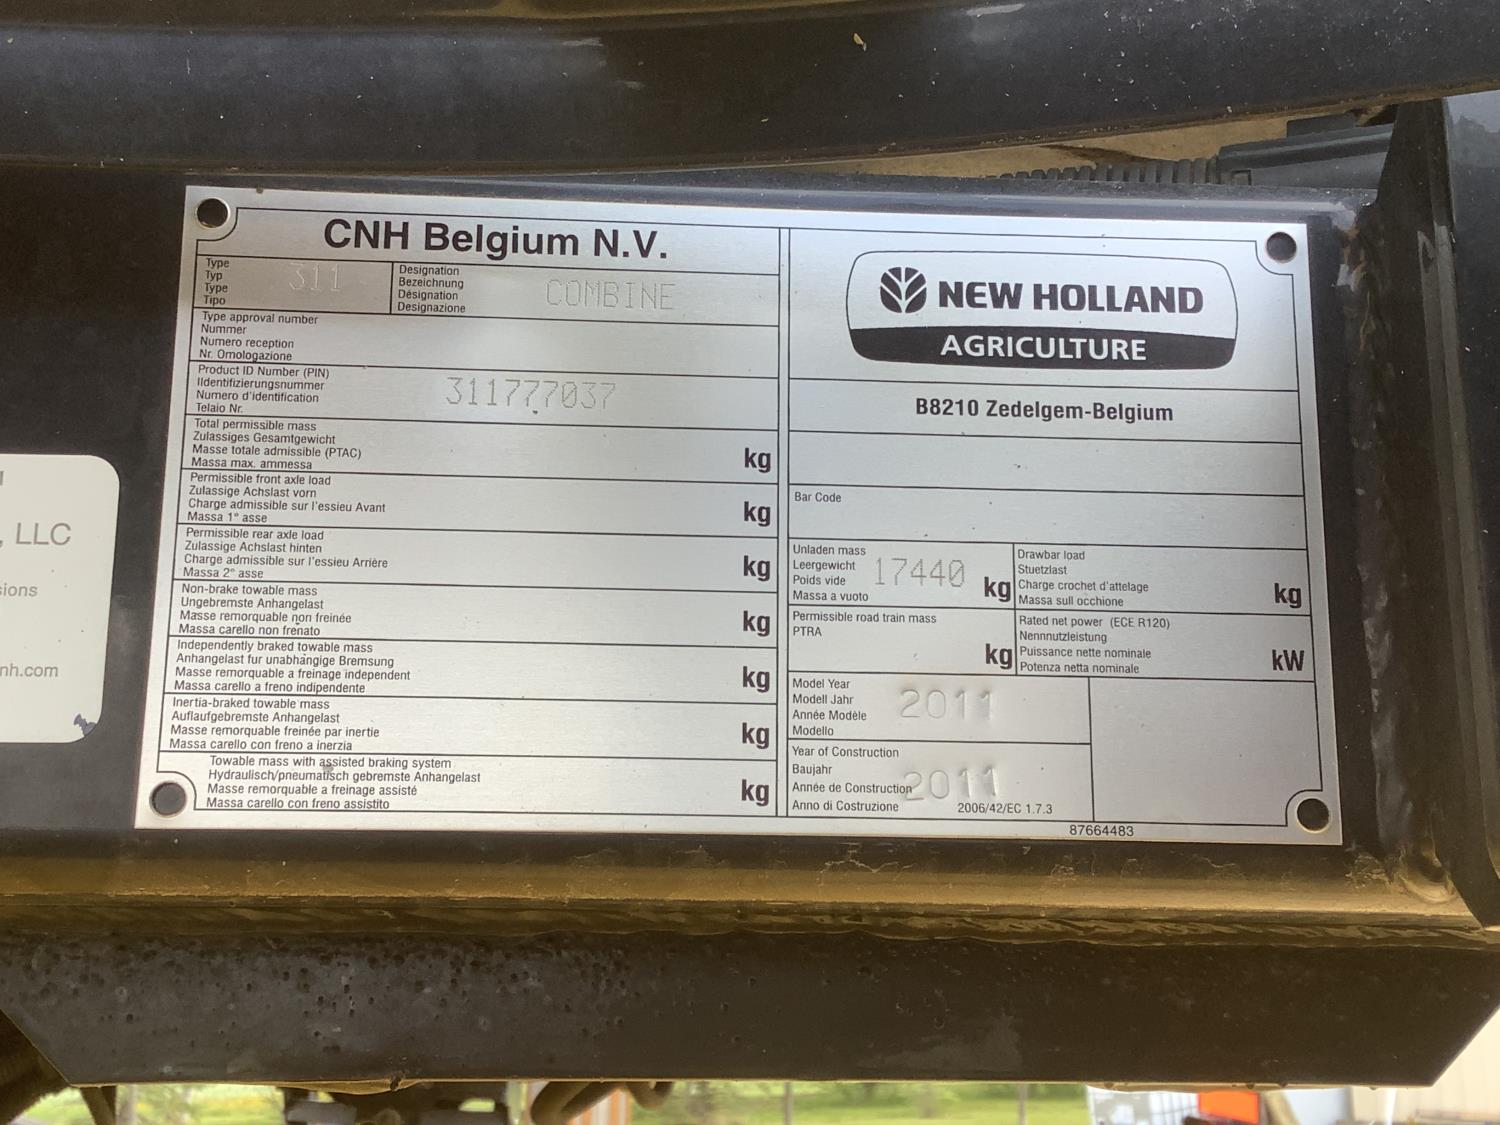 CNH Belgium N.V.
Type
Typ
Type
Tipo
311
Designation
Bezeichnung
Désignation
Designazione
COMBINE
Type approval number
Nummer
Numero reception
Nr. Omologazione
Product ID Number (PIN)
IIdentifizierungsnummer
Numero d'identification
Telaio Nr.
311777037
Total permissible mass
Zulassiges Gesamtgewicht
Masse totale admissible (PTAC)
Massa max. ammessa
kg
Permissible front axle load
Zulassige Achslast vorn
Charge admissible sur l'essieu Avant
Massa 1° asse
kg
Permissible rear axle load
Zulassige Achslast hinten
Charge admissible sur l'essieu Arrière
Massa 2° asse
kg
Non-brake towable mass
Ungebremste Anhangelast
Masse remorquable non freinée
Massa carello non frenato
kg
Independently braked towable mass
Anhangelast fur unabhängige Bremsung
Masse remorquable a freinage independent
Massa carello a freno indipendente
kg
Inertia-braked towable mass
Auflaufgebremste Anhangelast
Masse remorquable freinée par inertie
Massa carello con freno a inerzia
kg
Towable mass with assisted braking system
Hydraulisch/pneumatisch gebremste Anhangelast
Masse remorquable a freinage assisté
Massa carello con freno assistito
kg
NEW HOLLAND
AGRICULTURE
B8210 Zedelgem-Belgium
Bar Code
Unladen mass
Leergewicht
Poids vide
Massa a vuoto
17440 kg
Drawbar load
Stuetzlast
Charge crochet d'attelage
Massa sull occhione
kg
Permissible road train mass
PTRA
kg
Rated net power (ECE R120)
Nennnutzleistung
Puissance nette nominale
Potenza netta nominale
kW
Model Year
Modell Jahr
Année Modèle
Modello
2011
Year of Construction
Baujahr
Année de Construction
Anno di Costruzione
2011
2006/42/EC 1.7.3
87664483
, LLC
sions
nh.com